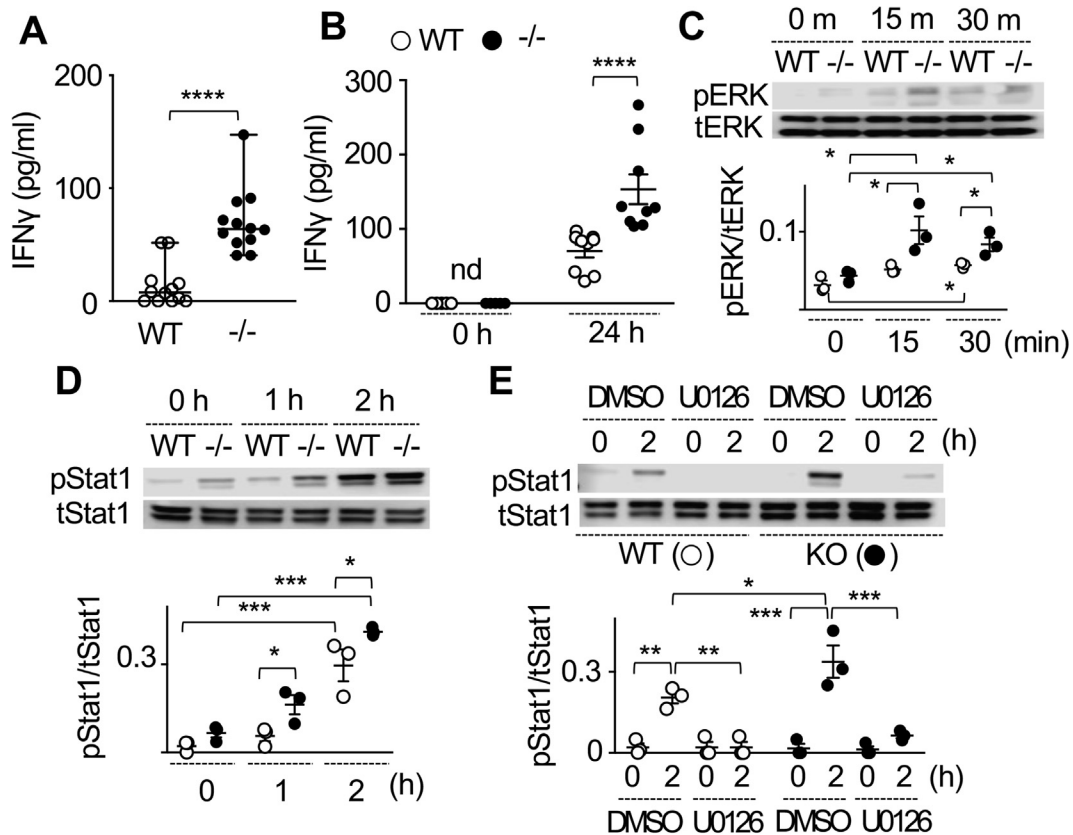 A
IFNγ (pg/ml)
200
100
0
****
WT -/-
B
WT -/-
IFNγ (pg/ml)
300
200
100
0
****
nd
0 h 24 h
C
0 m 15 m 30 m
WT -/- WT -/- WT -/-
pERK
tERK
pERK/tERK
0.1
* *
* *
*
0 15 30 (min)
D
0 h 1 h 2 h
WT -/- WT -/- WT -/-
pStat1
tStat1
pStat1/tStat1
0.3
*
***
***
*
0 1 2 (h)
E
DMSO U0126 DMSO U0126
0 2 0 2 0 2 0 2 (h)
pStat1
tStat1
WT (○) KO (●)
pStat1/tStat1
0.3
0
*
*** ***
** **
0 2 0 2 0 2 0 2 (h)
DMSO U0126 DMSO U0126